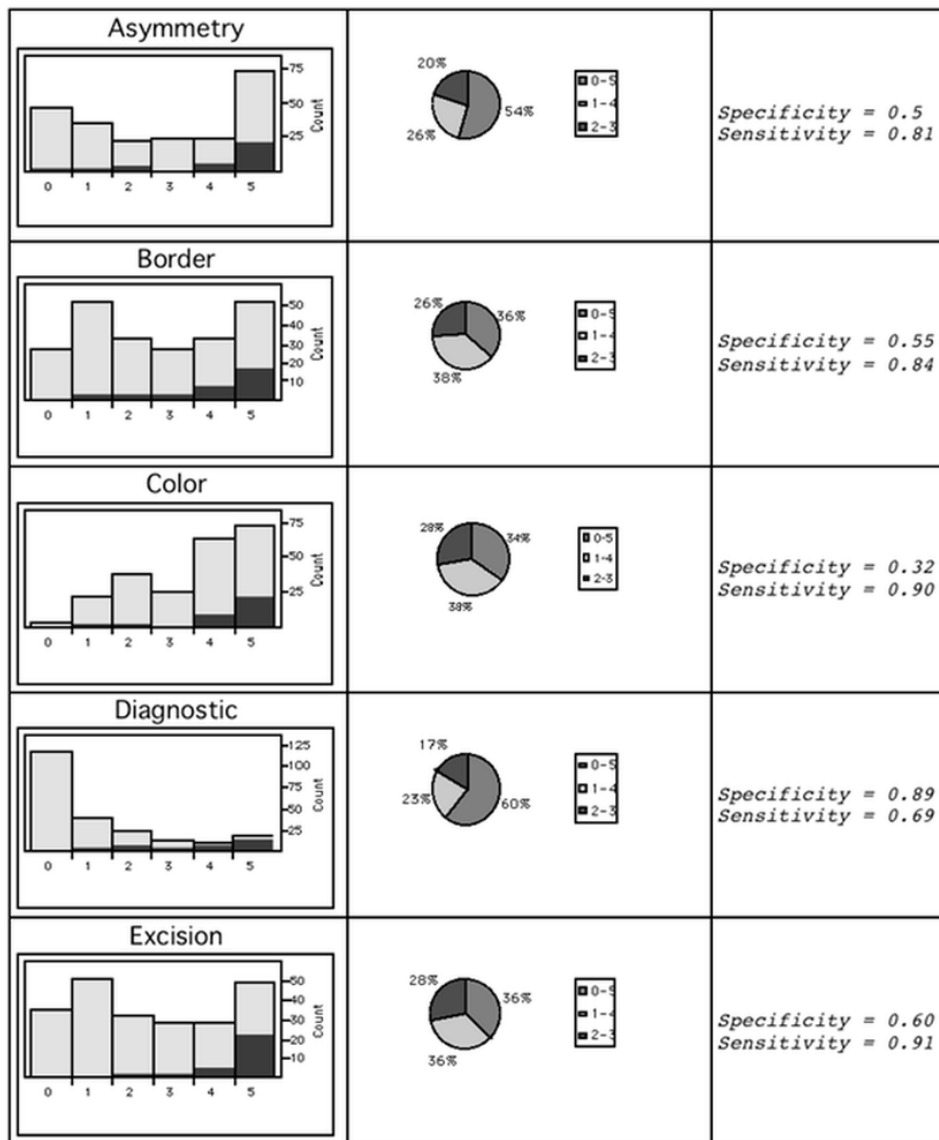 Asymmetry
75
50
25
Count
0 1 2 3 4 5
20%
54%
26%
0-5
1-4
2-3
Specificity = 0.5
Sensitivity = 0.81
Border
50
40
30
20
10
Count
0 1 2 3 4 5
26%
36%
38%
0-5
1-4
2-3
Specificity = 0.55
Sensitivity = 0.84
Color
75
50
25
Count
0 1 2 3 4 5
28%
34%
38%
0-5
1-4
2-3
Specificity = 0.32
Sensitivity = 0.90
Diagnostic
125
100
75
50
25
Count
0 1 2 3 4 5
17%
23%
60%
0-5
1-4
2-3
Specificity = 0.89
Sensitivity = 0.69
Excision
50
40
30
20
10
Count
0 1 2 3 4 5
28%
36%
36%
0-5
1-4
2-3
Specificity = 0.60
Sensitivity = 0.91